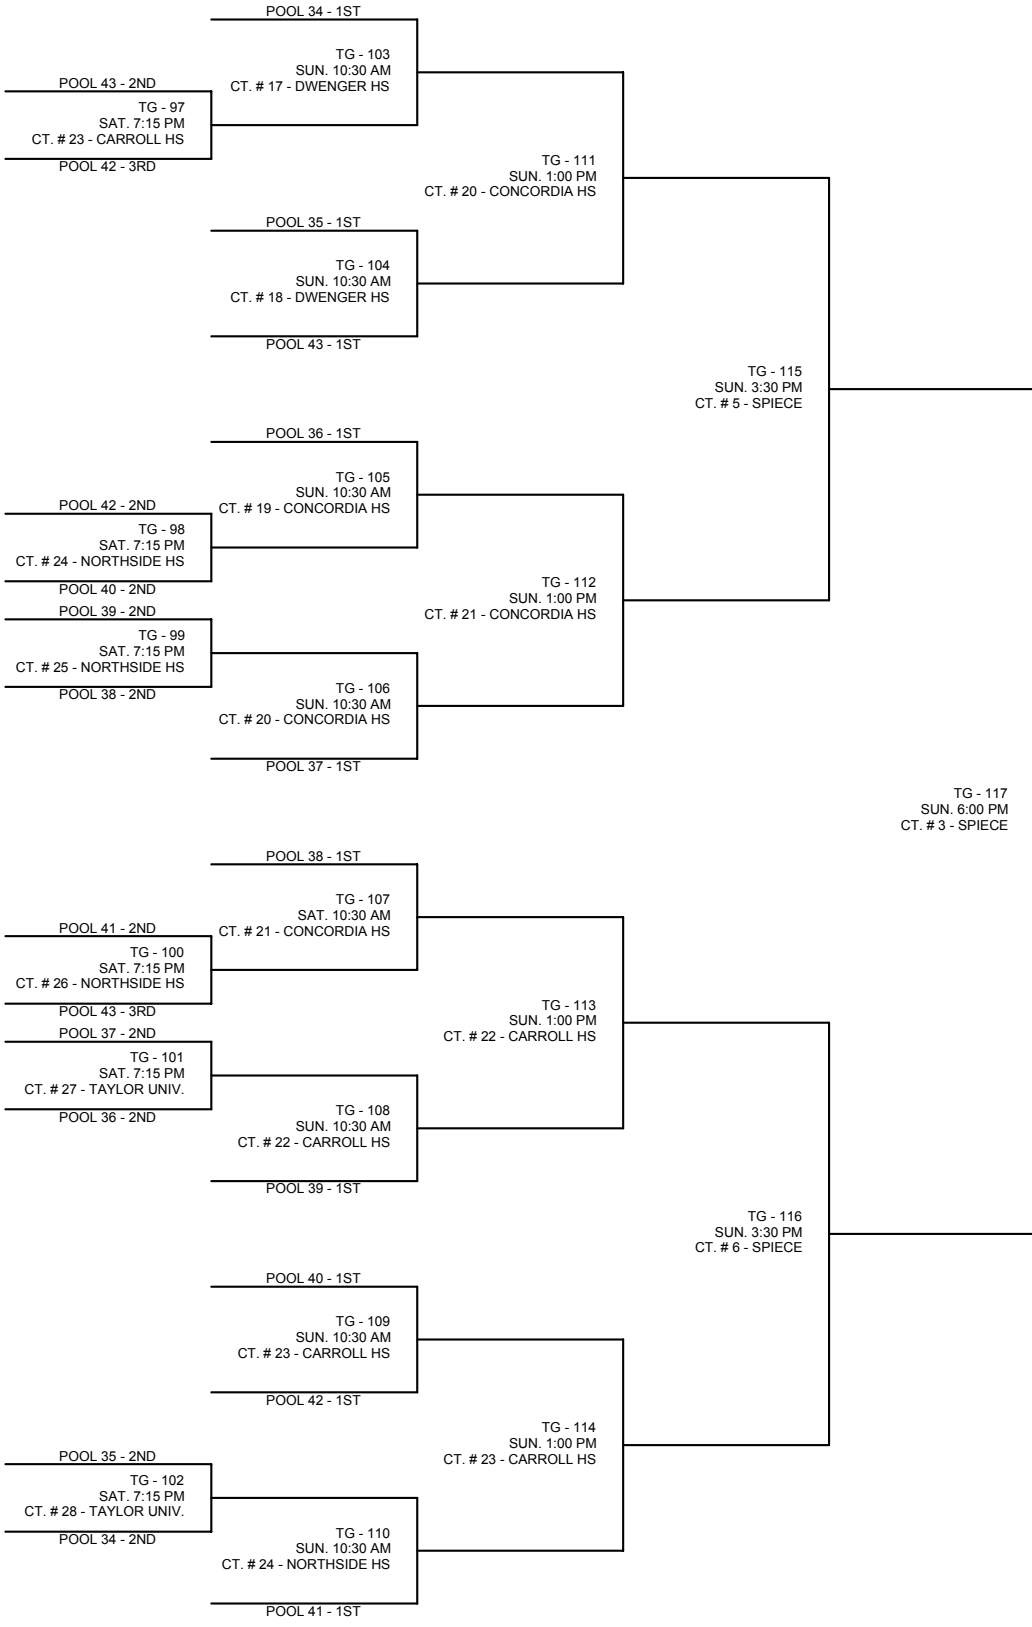 POOL 34 - 1ST
TG - 103
SUN. 10:30 AM
CT. # 17 - DWENGER HS
POOL 43 - 2ND
TG - 97
SAT. 7:15 PM
CT. # 23 - CARROLL HS
POOL 42 - 3RD
TG - 111
SUN. 1:00 PM
CT. # 20 - CONCORDIA HS
POOL 35 - 1ST
TG - 104
SUN. 10:30 AM
CT. # 18 - DWENGER HS
POOL 43 - 1ST
TG - 115
SUN. 3:30 PM
CT. # 5 - SPIECE
POOL 36 - 1ST
TG - 105
SUN. 10:30 AM
CT. # 19 - CONCORDIA HS
POOL 42 - 2ND
TG - 98
SAT. 7:15 PM
CT. # 24 - NORTHSIDE HS
POOL 40 - 2ND
TG - 112
SUN. 1:00 PM
CT. # 21 - CONCORDIA HS
POOL 39 - 2ND
TG - 99
SAT. 7:15 PM
CT. # 25 - NORTHSIDE HS
POOL 38 - 2ND
TG - 106
SUN. 10:30 AM
CT. # 20 - CONCORDIA HS
POOL 37 - 1ST
TG - 117
SUN. 6:00 PM
CT. # 3 - SPIECE
POOL 38 - 1ST
TG - 107
SAT. 10:30 AM
CT. # 21 - CONCORDIA HS
POOL 41 - 2ND
TG - 100
SAT. 7:15 PM
CT. # 26 - NORTHSIDE HS
POOL 43 - 3RD
TG - 113
SUN. 1:00 PM
CT. # 22 - CARROLL HS
POOL 37 - 2ND
TG - 101
SAT. 7:15 PM
CT. # 27 - TAYLOR UNIV.
POOL 36 - 2ND
TG - 108
SUN. 10:30 AM
CT. # 22 - CARROLL HS
POOL 39 - 1ST
TG - 116
SUN. 3:30 PM
CT. # 6 - SPIECE
POOL 40 - 1ST
TG - 109
SUN. 10:30 AM
CT. # 23 - CARROLL HS
POOL 42 - 1ST
TG - 114
SUN. 1:00 PM
CT. # 23 - CARROLL HS
POOL 35 - 2ND
TG - 102
SAT. 7:15 PM
CT. # 28 - TAYLOR UNIV.
POOL 34 - 2ND
TG - 110
SUN. 10:30 AM
CT. # 24 - NORTHSIDE HS
POOL 41 - 1ST